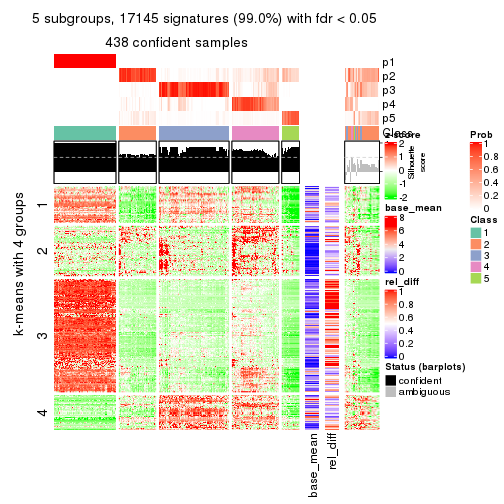 5 subgroups, 17145 signatures (99.0%) with fdr < 0.05
438 confident samples
p1
p2
p3
p4
p5
Class
z-score
2
1
0
-1
-2
Silhouette
score
Prob
1
0.8
0.6
0.4
0.2
0
base_mean
8
6
4
2
0
Class
1
2
3
4
5
rel_diff
1
0.8
0.6
0.4
0.2
0
Status (barplots)
confident
ambiguous
k-means with 4 groups
1
2
3
4
base_mean
rel_diff